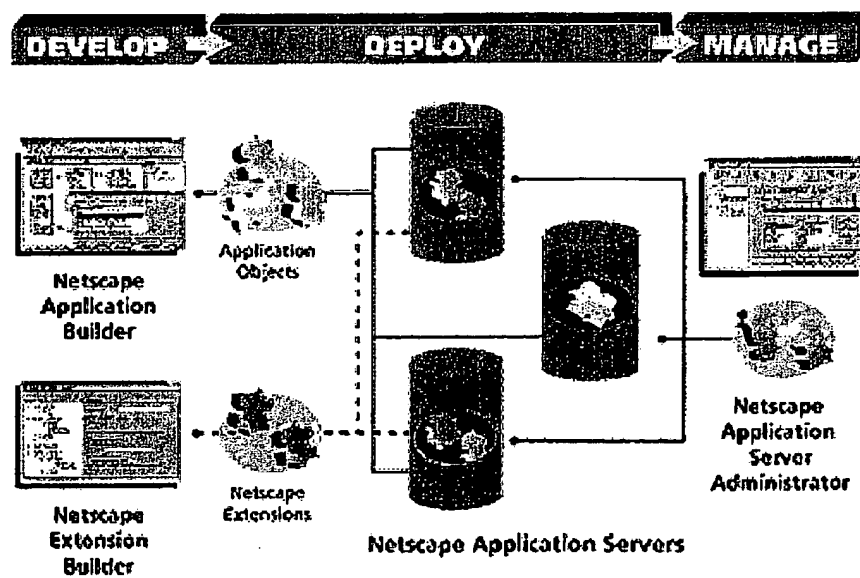 DEVELOP
DEPLOY
MANAGE
Application
Objects
Netscape
Application
Builder
Netscape
Application
Server
Administrator
Netscape
Extensions
Netscape
Extension
Builder
Netscape Application Servers